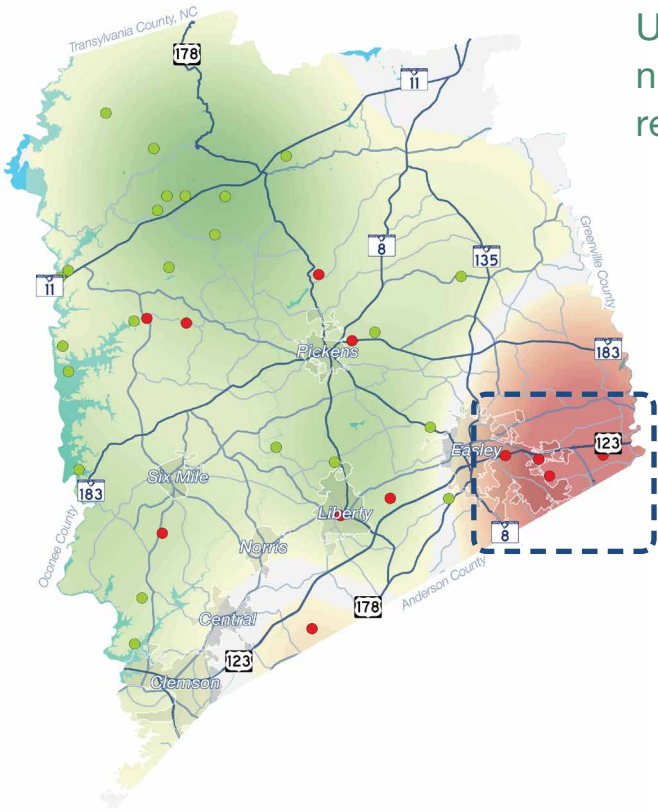 Transylvania County, NC
178
11
8
135
Greenville County
11
Pickens
183
Easley
123
Six Mile
183
Liberty
8
Oconee County
Norris
Anderson County
178
Central
123
Clemson